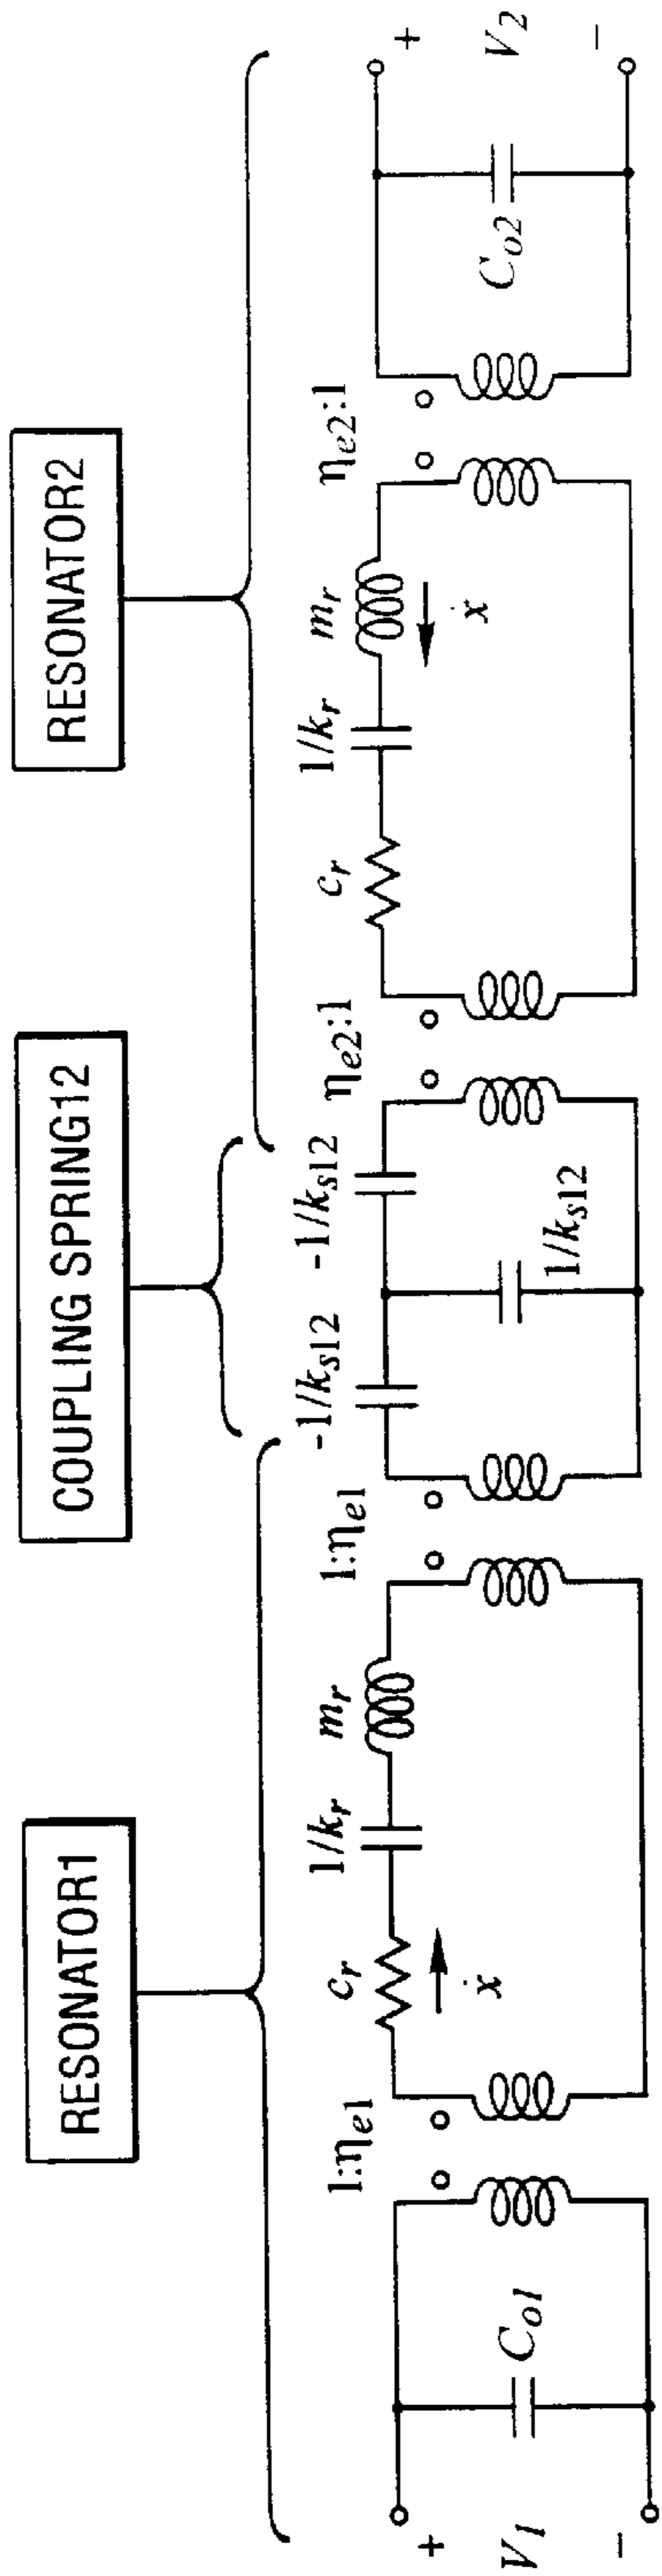 RESONATOR1
COUPLING SPRING12
RESONATOR2
1:ηe1
cr
1/kr
mr
1:ηe1
-1/ks12
-1/ks12
ηe2:1
cr
1/kr
mr
ηe2:1
+
V1
−
Co1
ẋ
1/ks12
ẋ
Co2
+
V2
−